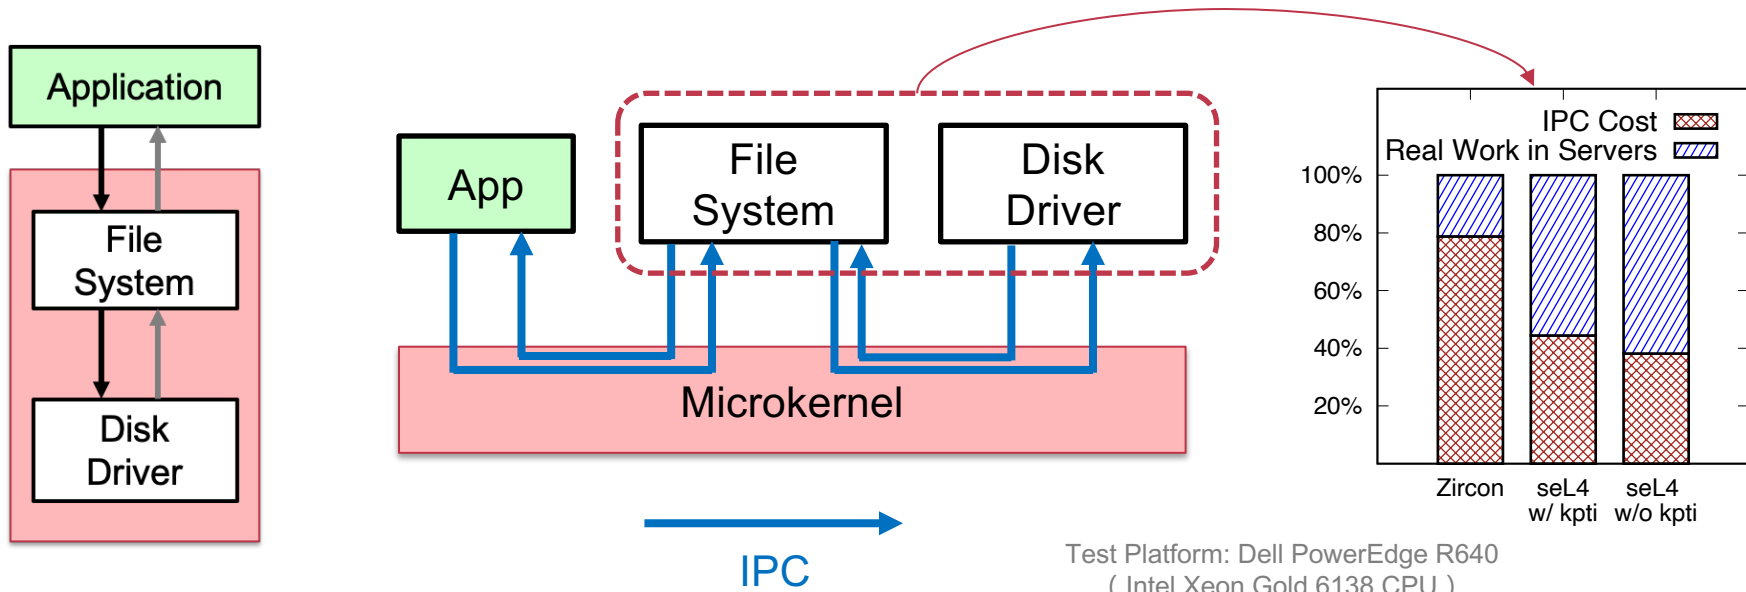 Application
File
System
Disk
Driver
App
File
System
Disk
Driver
Microkernel
IPC
IPC Cost
Real Work in Servers
100%
80%
60%
40%
20%
Zircon
seL4
w/ kpti
seL4
w/o kpti
Test Platform: Dell PowerEdge R640
( Intel Xeon Gold 6138 CPU )